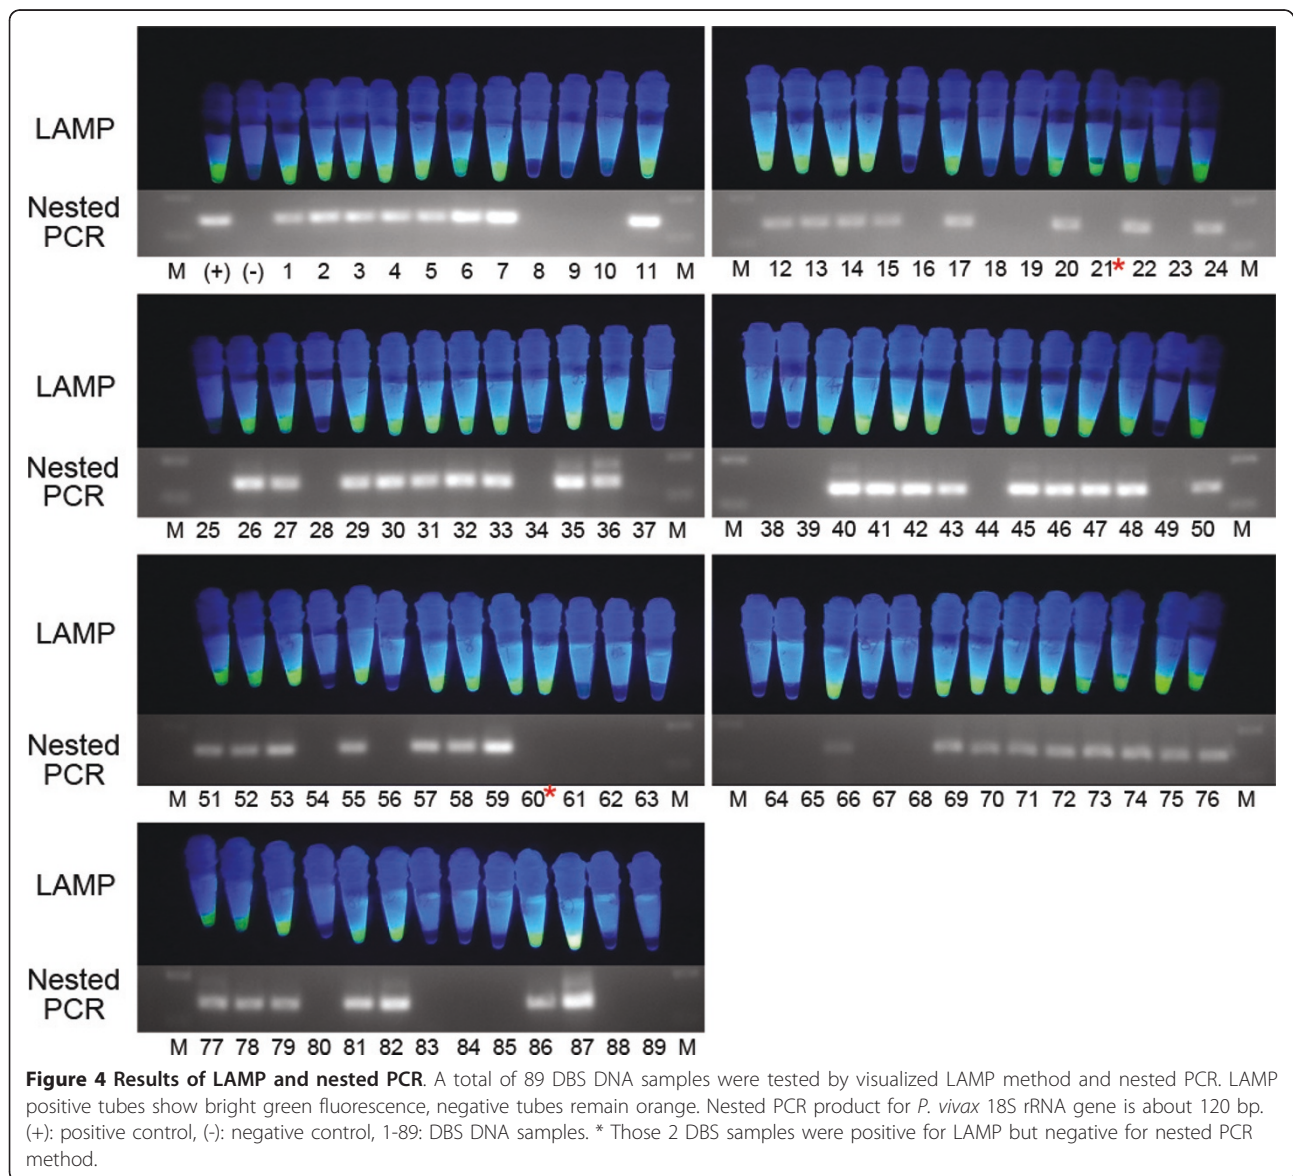 LAMP
Nested
PCR
M (+) (-) 1 2 3 4 5 6 7 8 9 10 11 M
M 12 13 14 15 16 17 18 19 20 21* 22 23 24 M
LAMP
Nested
PCR
M 25 26 27 28 29 30 31 32 33 34 35 36 37 M
M 38 39 40 41 42 43 44 45 46 47 48 49 50 M
LAMP
Nested
PCR
M 51 52 53 54 55 56 57 58 59 60* 61 62 63 M
M 64 65 66 67 68 69 70 71 72 73 74 75 76 M
LAMP
Nested
PCR
M 77 78 79 80 81 82 83 84 85 86 87 88 89 M
Figure 4 Results of LAMP and nested PCR. A total of 89 DBS DNA samples were tested by visualized LAMP method and nested PCR. LAMP
positive tubes show bright green fluorescence, negative tubes remain orange. Nested PCR product for P. vivax 18S rRNA gene is about 120 bp.
(+): positive control, (-): negative control, 1-89: DBS DNA samples. * Those 2 DBS samples were positive for LAMP but negative for nested PCR
method.